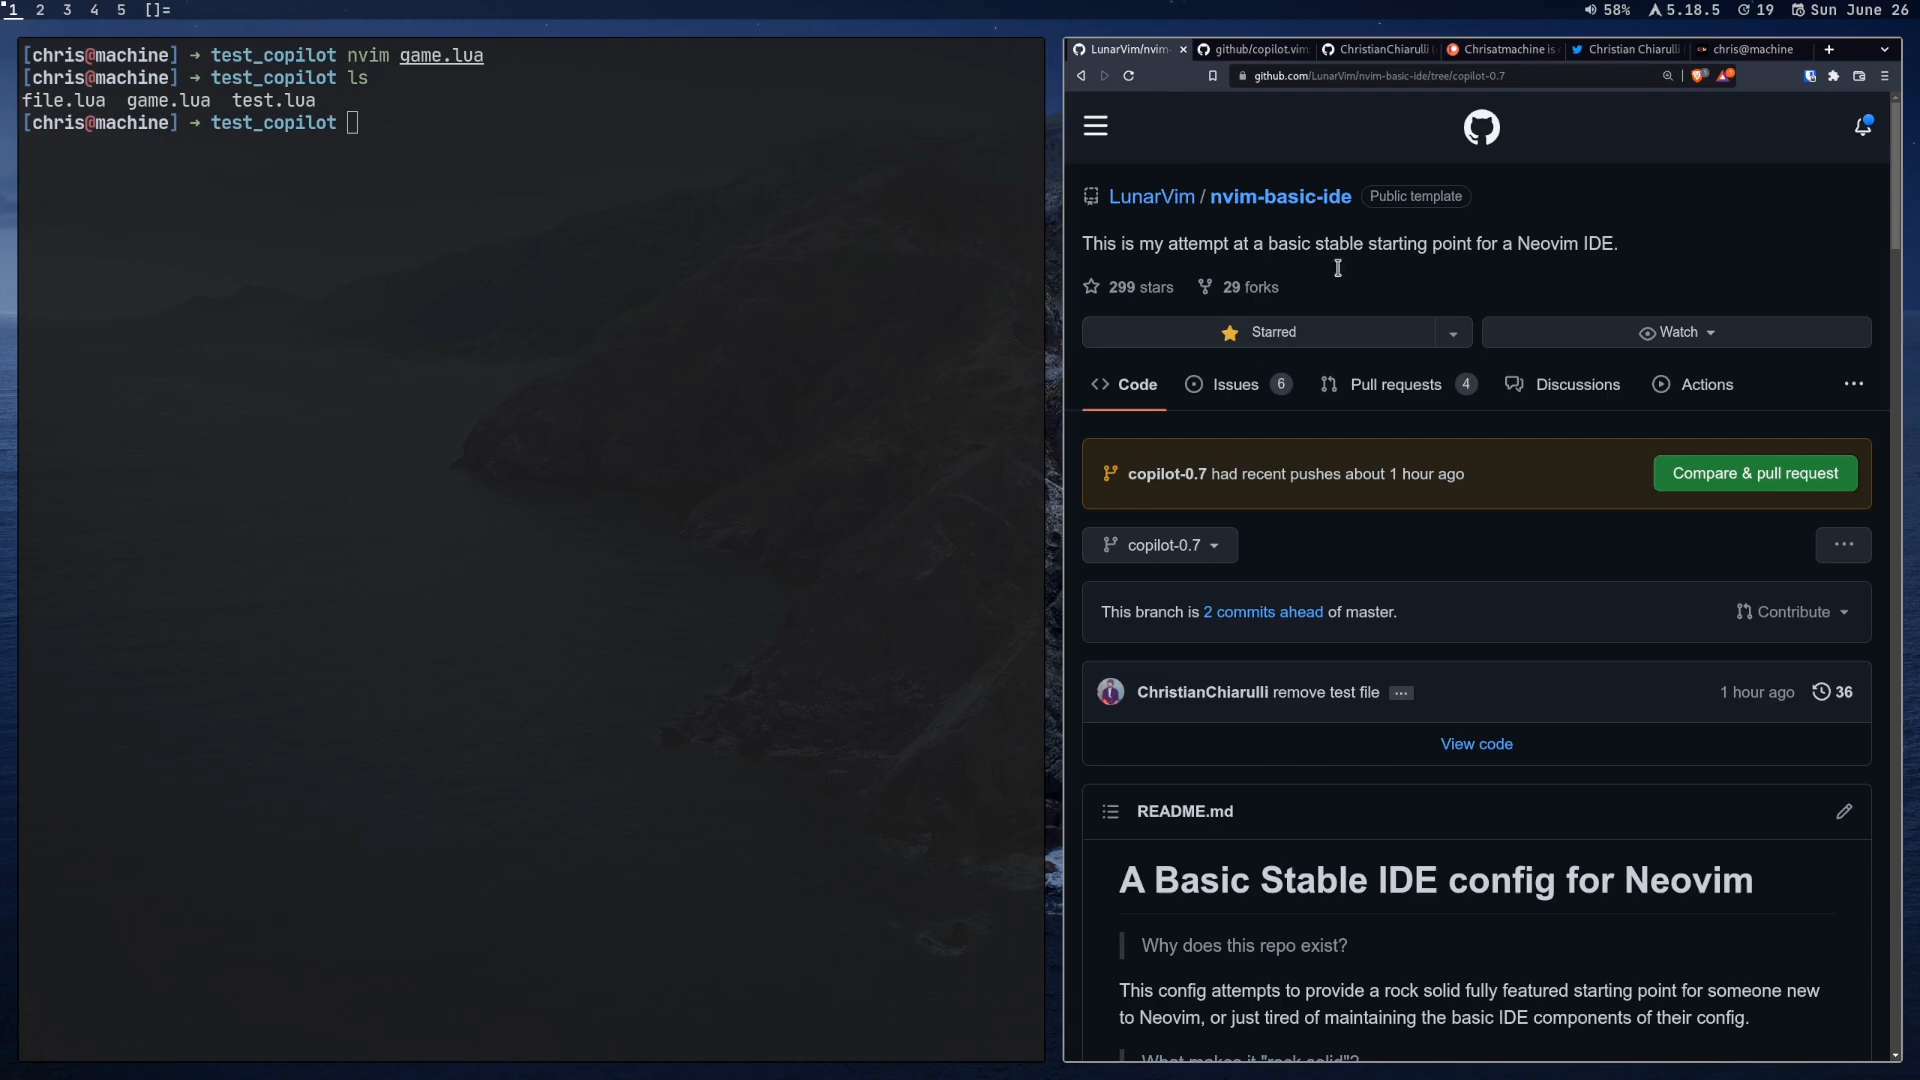 1 2 3 4 5 []=
58% 5.18.5 19 Sun June 26
[chris@machine] → test_copilot nvim game.lua
[chris@machine] → test_copilot ls
file.lua game.lua test.lua
[chris@machine] → test_copilot
LunarVim/nvim-
github/copilot.vim
ChristianChiarulli (
Chrisatmachine is
Christian Chiarulli
chris@machine
github.com/LunarVim/nvim-basic-ide/tree/copilot-0.7
LunarVim / nvim-basic-ide Public template
This is my attempt at a basic stable starting point for a Neovim IDE.
299 stars 29 forks
Starred Watch
Code Issues 6 Pull requests 4 Discussions Actions
copilot-0.7 had recent pushes about 1 hour ago Compare & pull request
copilot-0.7
This branch is 2 commits ahead of master. Contribute
ChristianChiarulli remove test file 1 hour ago 36
View code
README.md
A Basic Stable IDE config for Neovim
Why does this repo exist?
This config attempts to provide a rock solid fully featured starting point for someone new
to Neovim, or just tired of maintaining the basic IDE components of their config.
What makes it "rock solid"?